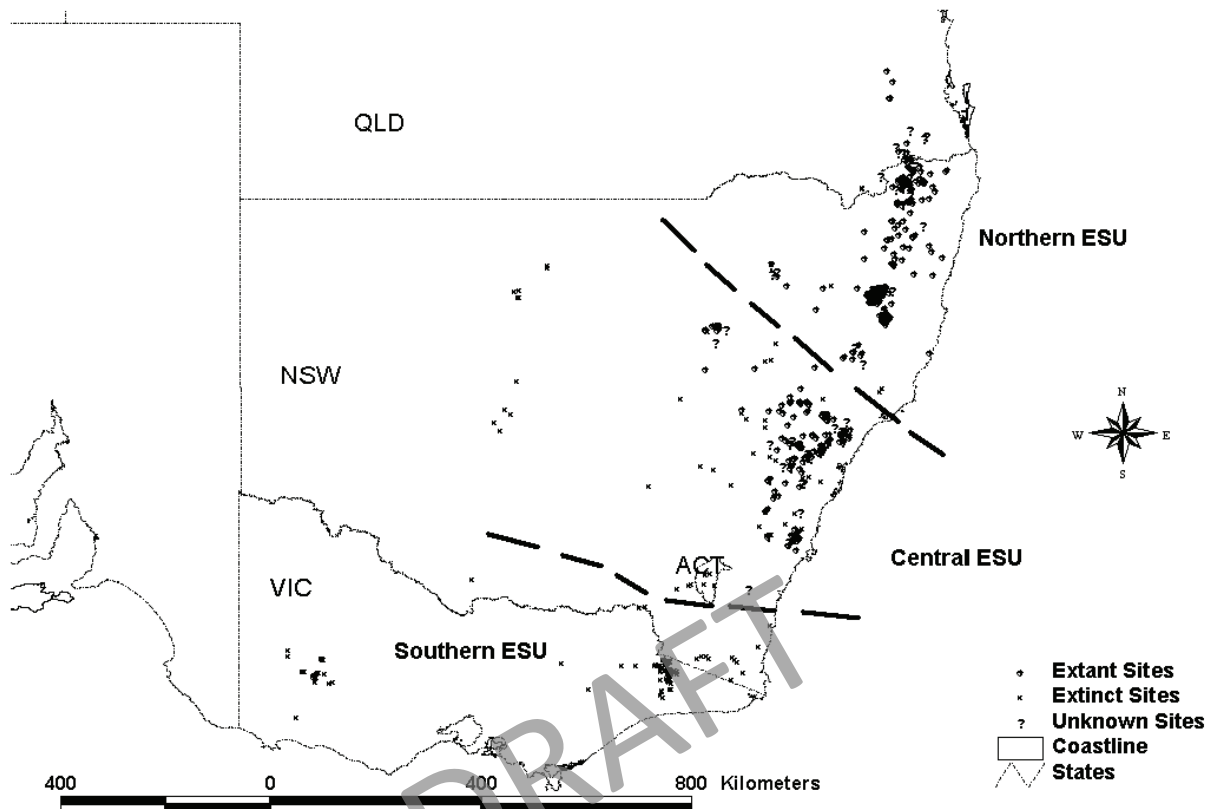 QLD
Northern ESU
NSW
N
W E
S
ACT
Central ESU
VIC
Southern ESU
Extant Sites
Extinct Sites
? Unknown Sites
Coastline
States
DRAFT
400 0 400 800 Kilometers